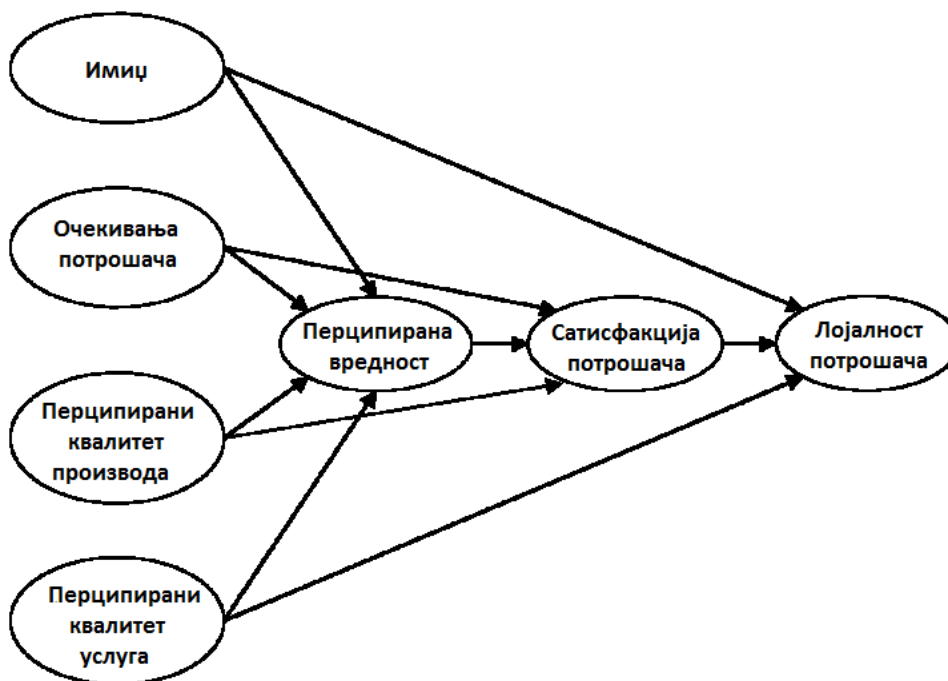 Имиџ
Очекивања
потрошача
Перципирана
вредност
Сатисфакција
потрошача
Лојалност
потрошача
Перципирани
квалитет
производа
Перципирани
квалитет
услуга